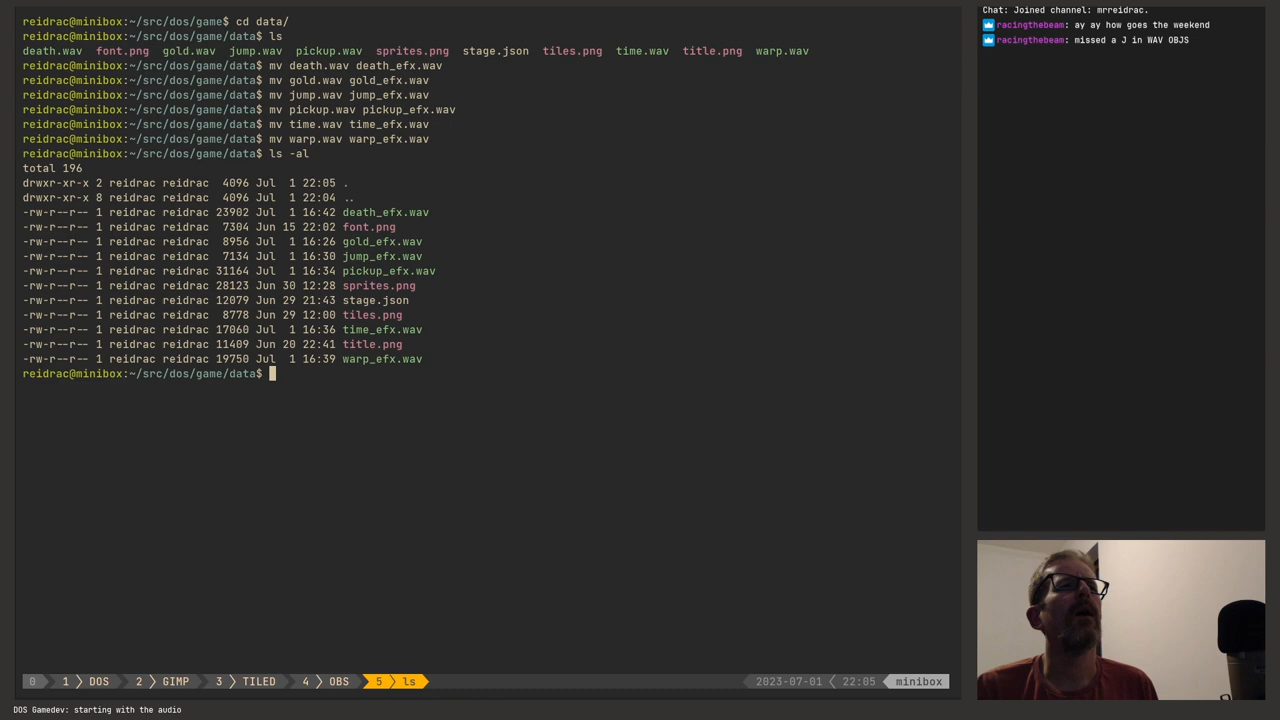 reidrac@minibox:~/src/dos/game$ cd data/
reidrac@minibox:~/src/dos/game/data$ ls
death.wav  font.png  gold.wav  jump.wav  pickup.wav  sprites.png  stage.json  tiles.png  time.wav  title.png  warp.wav
reidrac@minibox:~/src/dos/game/data$ mv death.wav death_efx.wav
reidrac@minibox:~/src/dos/game/data$ mv gold.wav gold_efx.wav
reidrac@minibox:~/src/dos/game/data$ mv jump.wav jump_efx.wav
reidrac@minibox:~/src/dos/game/data$ mv pickup.wav pickup_efx.wav
reidrac@minibox:~/src/dos/game/data$ mv time.wav time_efx.wav
reidrac@minibox:~/src/dos/game/data$ mv warp.wav warp_efx.wav
reidrac@minibox:~/src/dos/game/data$ ls -al
total 196
drwxr-xr-x 2 reidrac reidrac  4096 Jul  1 22:05 .
drwxr-xr-x 8 reidrac reidrac  4096 Jul  1 22:04 ..
-rw-r--r-- 1 reidrac reidrac 23902 Jul  1 16:42 death_efx.wav
-rw-r--r-- 1 reidrac reidrac  7304 Jun 15 22:02 font.png
-rw-r--r-- 1 reidrac reidrac  8956 Jul  1 16:26 gold_efx.wav
-rw-r--r-- 1 reidrac reidrac  7134 Jul  1 16:30 jump_efx.wav
-rw-r--r-- 1 reidrac reidrac 31164 Jul  1 16:34 pickup_efx.wav
-rw-r--r-- 1 reidrac reidrac 28123 Jun 30 12:28 sprites.png
-rw-r--r-- 1 reidrac reidrac 12079 Jun 29 21:43 stage.json
-rw-r--r-- 1 reidrac reidrac  8778 Jun 29 12:00 tiles.png
-rw-r--r-- 1 reidrac reidrac 17060 Jul  1 16:36 time_efx.wav
-rw-r--r-- 1 reidrac reidrac 11409 Jun 20 22:41 title.png
-rw-r--r-- 1 reidrac reidrac 19750 Jul  1 16:39 warp_efx.wav
reidrac@minibox:~/src/dos/game/data$
0  1 DOS  2 GIMP  3 TILED  4 OBS  5 ls  2023-07-01  22:05  minibox
DOS Gamedev: starting with the audio
Chat: Joined channel: mrreidrac.
racingthebeam: ay ay how goes the weekend
racingthebeam: missed a J in WAV OBJS